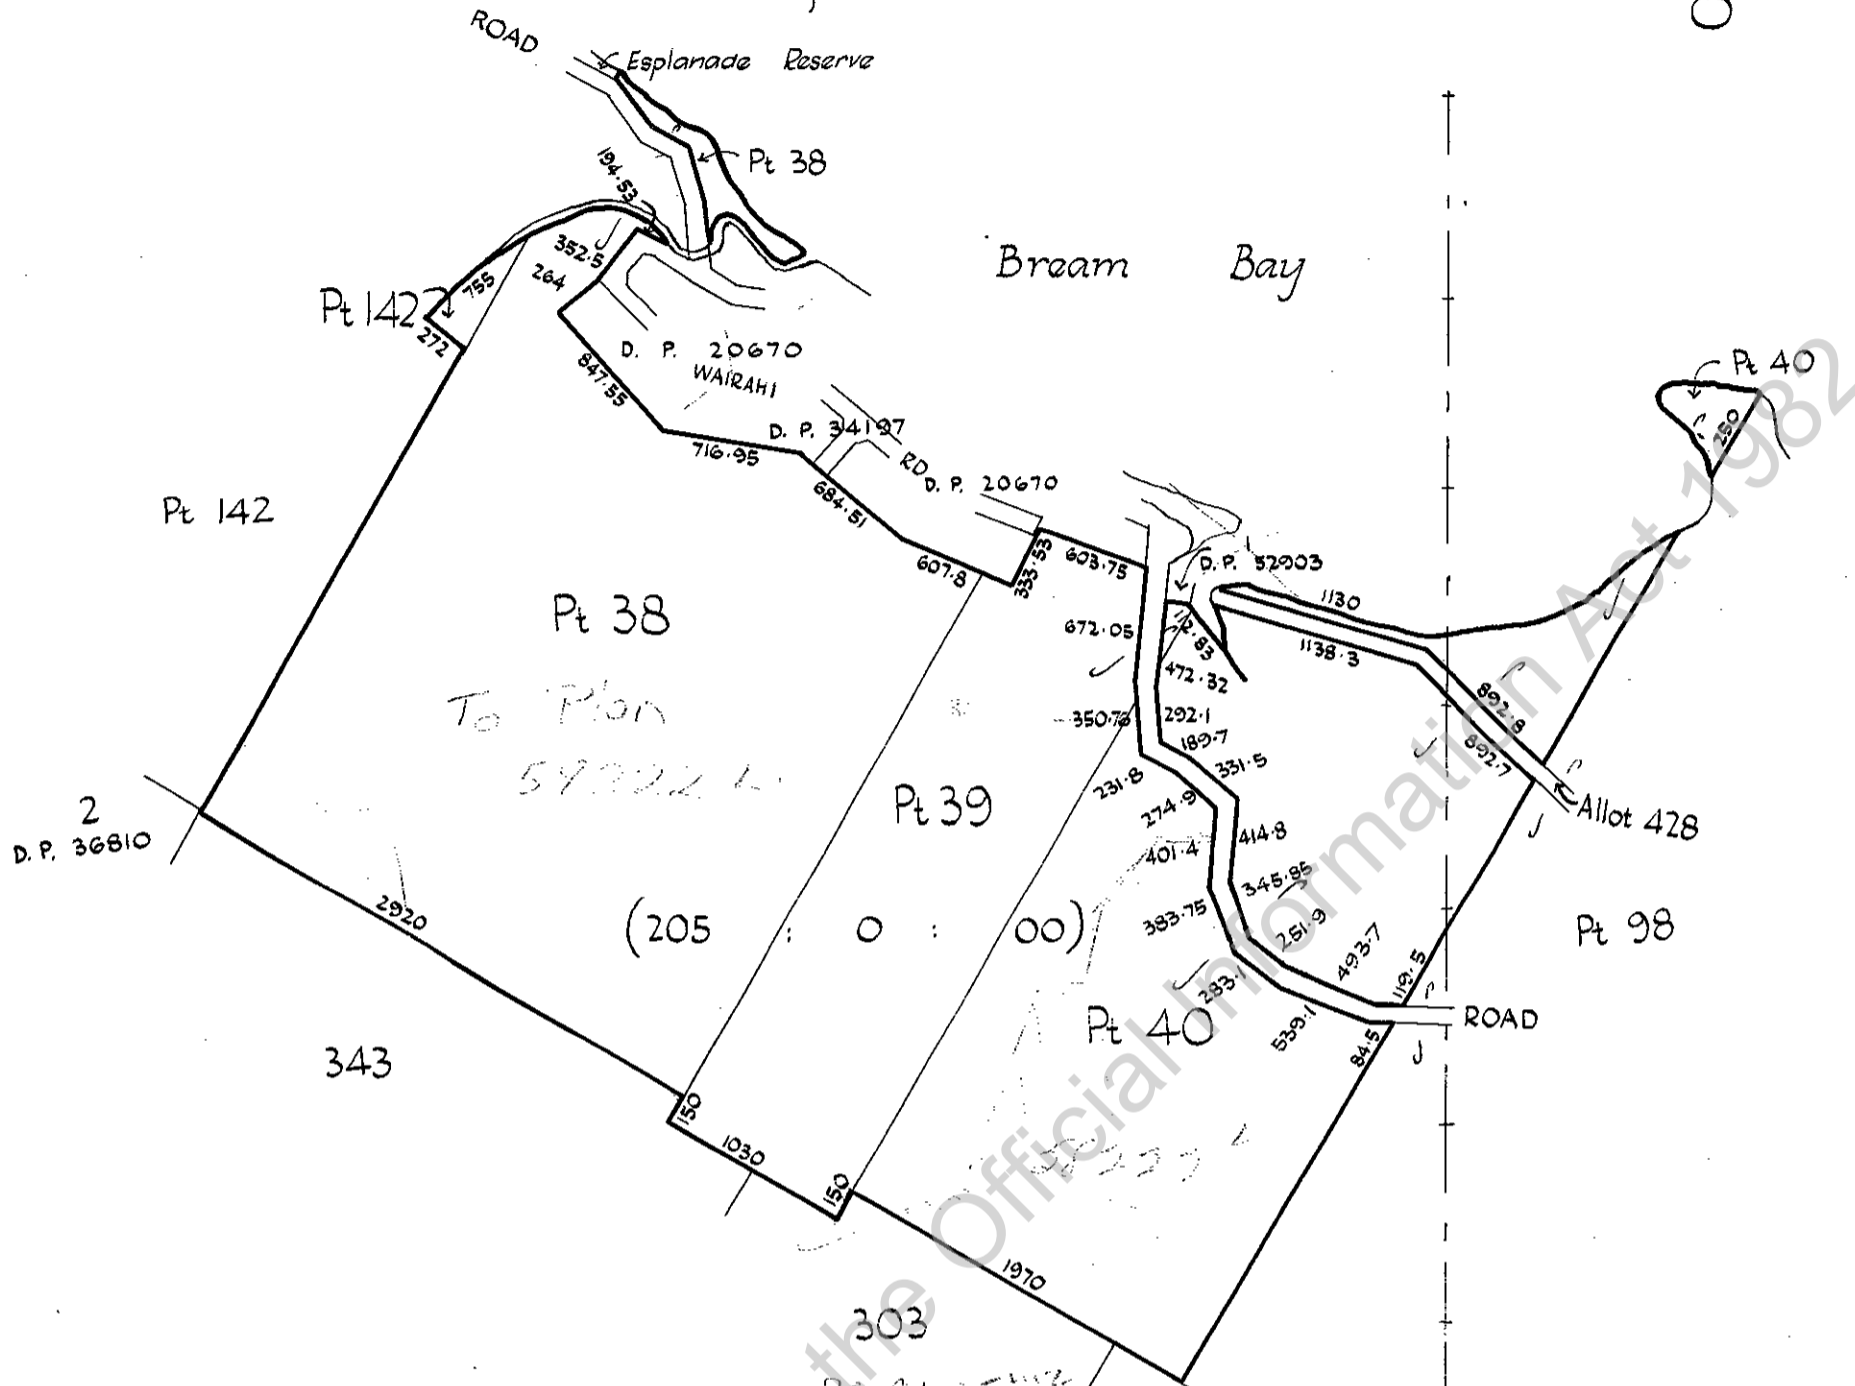 ROAD
Esplanade Reserve
Pt 38
194.53
352.5
264
755
Pt 142
272
Bream Bay
847.55
D. P. 20670
WAIRAHI
D. P. 34197
RD
716.95
684.51
D. P. 20670
607.8
333.53
603.75
Pt 40
250
Pt 142
D.P. 52903
1130
Pt 38
672.05
112.83
472.32
1138.3
892.8
892.7
To Plan
350.76
292.1
189.7
331.5
231.8
274.9
Pt 39
2
D.P. 36810
Allot 428
401.4
414.8
345.85
2920
(205 : 0 : 00)
383.75
251.9
493.7
119.5
Pt 98
283.1
539.1
84.5
Pt 40
ROAD
343
150
1030
150
1970
303
the Official Information Act 1982